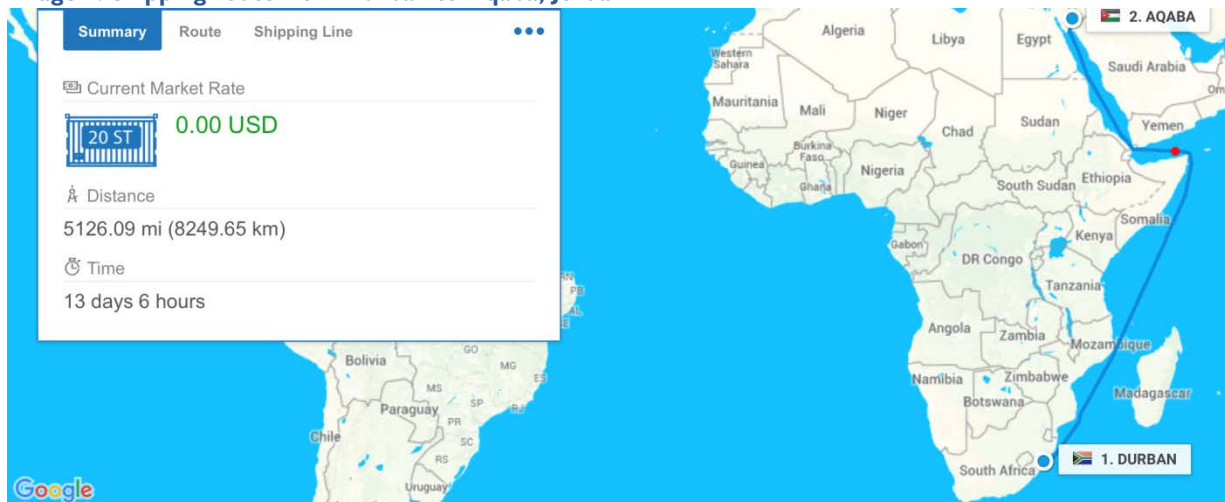 Summary Route Shipping Line
Current Market Rate
20 ST
0.00 USD
Distance
5126.09 mi (8249.65 km)
Time
13 days 6 hours
2. AQABA
Algeria
Libya
Egypt
Western
Sahara
Saudi Arabia
Om
Mauritania
Mali
Niger
Chad
Sudan
Yemen
Burkina
Faso
Guinea
Ghana
Nigeria
South Sudan
Ethiopia
Somalia
Gabon
DR Congo
Kenya
Tanzania
Angola
Zambia
Mozambique
Namibia
Zimbabwe
Botswana
Madagascar
South Africa
1. DURBAN
RN
PB
AL
SE
Bolivia
GO
MG
ES
MS
SP
RJ
Paraguay
PR
SC
Chile
RS
Uruguay
Google